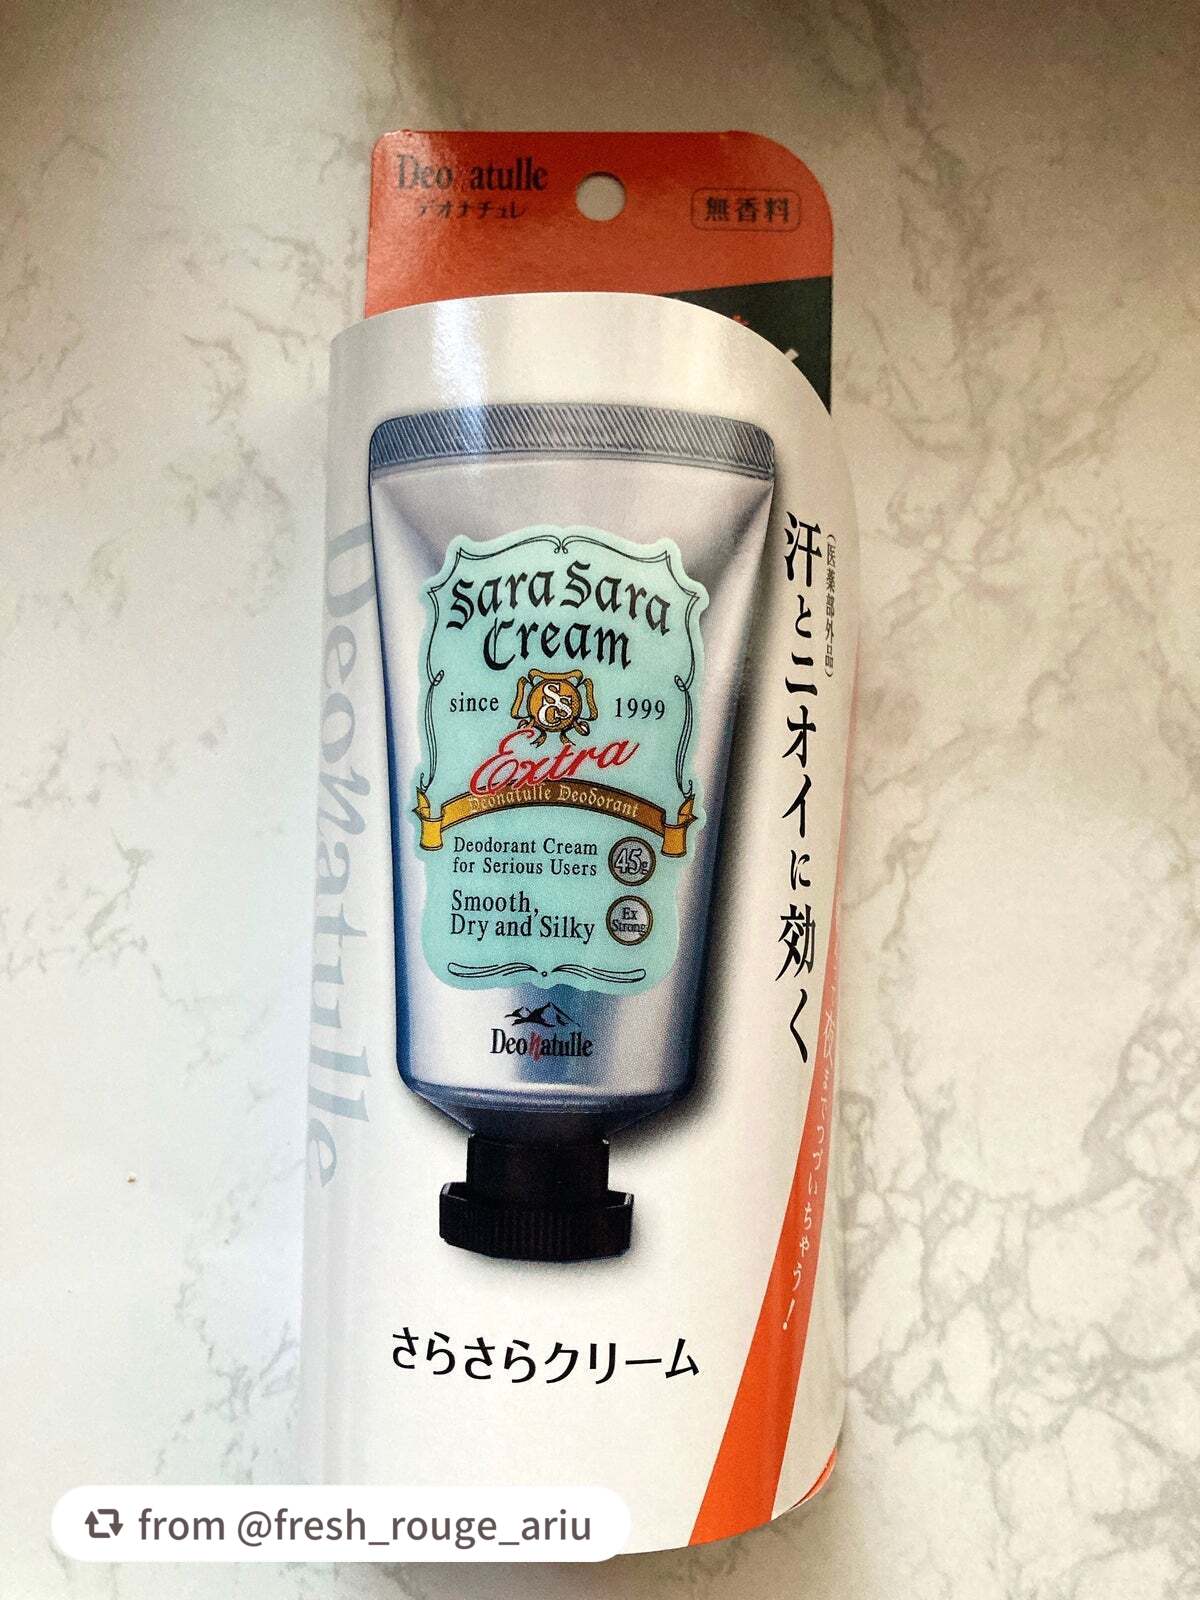 DeoNatulle
デオナチュレ
無香料
Sara Sara
Cream
since 1999
SSC
Extra
Deonatulle Deodorant
Deodorant Cream
for Serious Users
45g
Smooth,
Dry and Silky
Ex
Strong
DeoNatulle
(医薬部外品)
汗とニオイに効く
DeoNatulle
さらさらクリーム
from @fresh_rouge_ariu